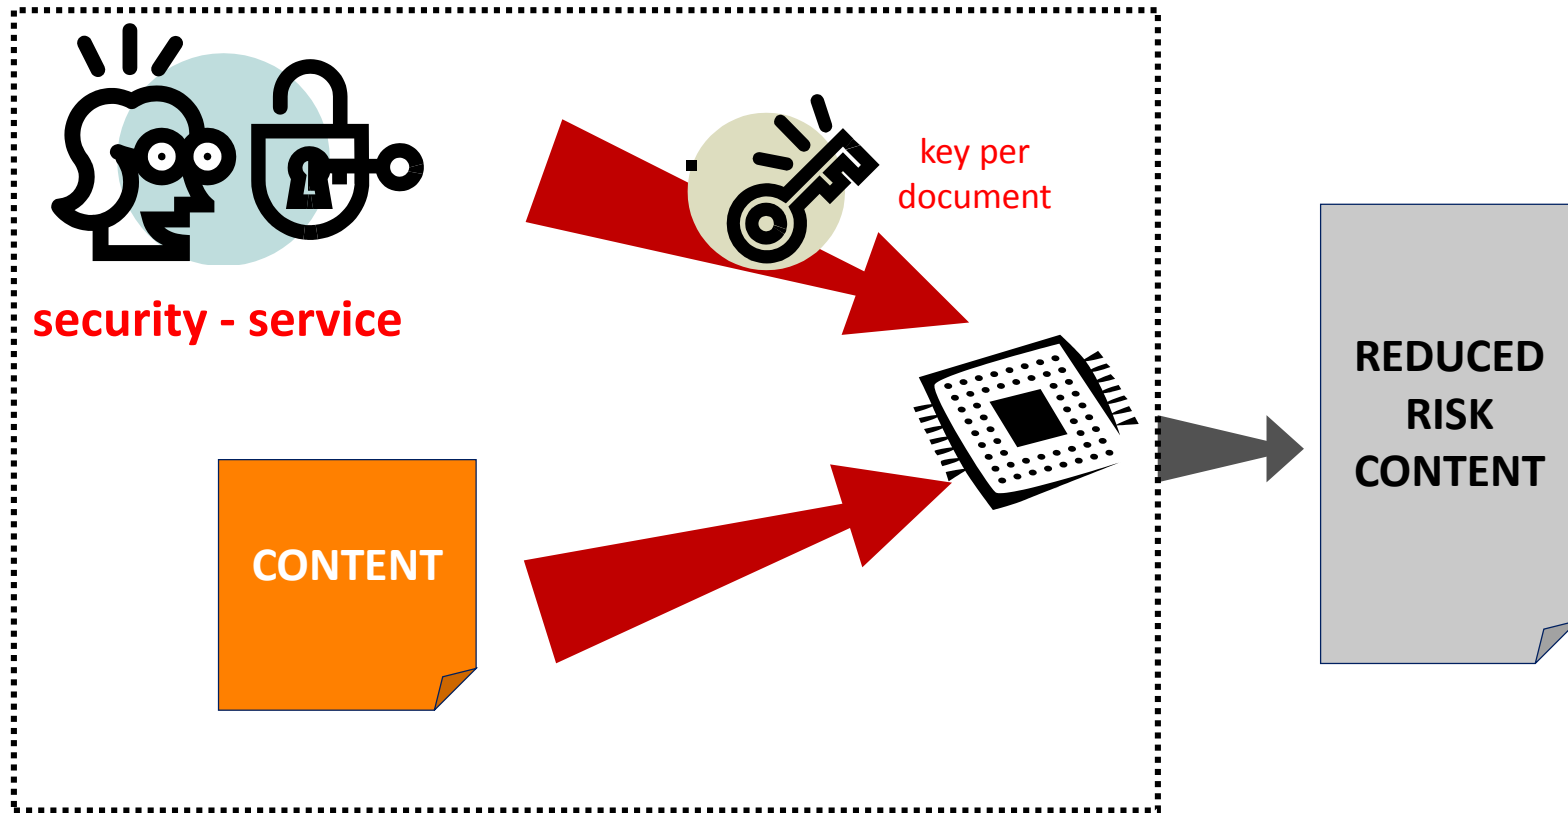 key per
document
security - service
REDUCED
RISK
CONTENT
CONTENT